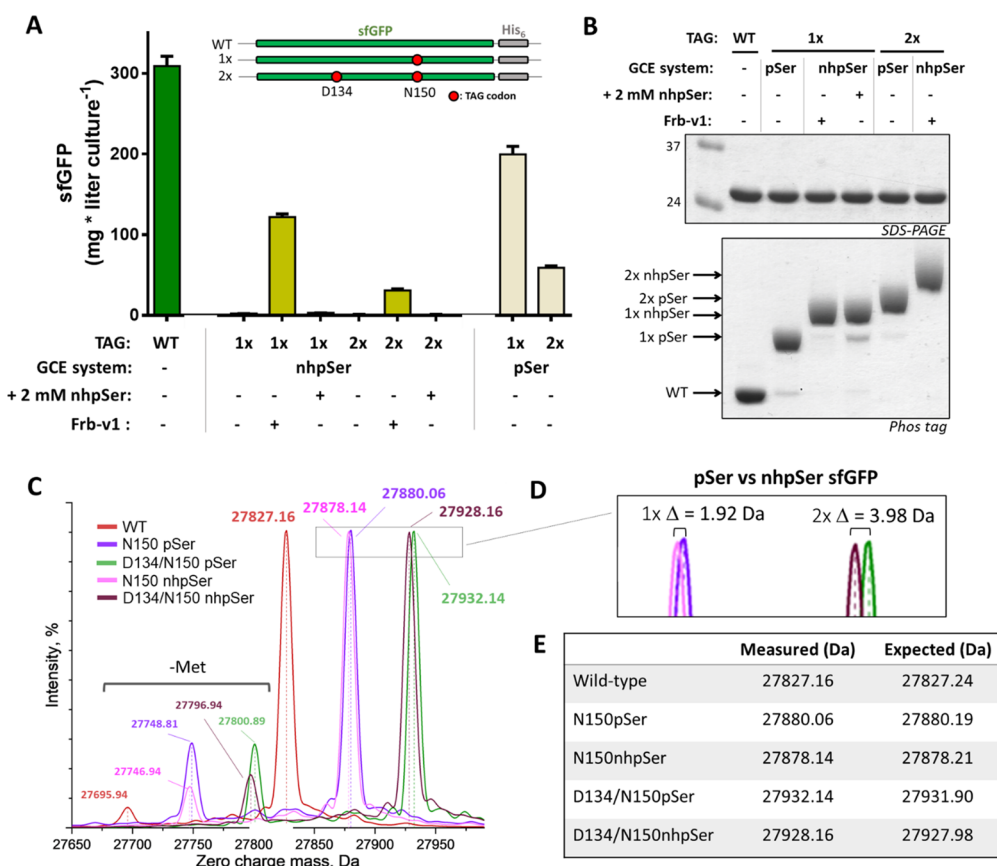 A
sfGFP
His6
WT
1x
2x
D134
N150
: TAG codon
sfGFP
(mg * liter culture-1)
300
200
100
0
TAG: WT 1x 1x 1x 2x 2x 2x 1x 2x
GCE system: - nhpSer pSer
+ 2 mM nhpSer: - - - + - - + - -
Frb-v1 : - - + - - + - - -
B
TAG: WT 1x 2x
GCE system: - pSer nhpSer pSer nhpSer
+ 2 mM nhpSer: - - - + - -
Frb-v1: - - + - - +
37
24
SDS-PAGE
2x nhpSer
2x pSer
1x nhpSer
1x pSer
WT
Phos tag
C
WT
N150 pSer
D134/N150 pSer
N150 nhpSer
D134/N150 nhpSer
27827.16
27878.14
27880.06
27928.16
27932.14
-Met
27796.94
27748.81
27800.89
27746.94
27695.94
Intensity, %
27650 27700 27750 27800 27850 27900 27950
Zero charge mass, Da
D
pSer vs nhpSer sfGFP
1x Δ = 1.92 Da
2x Δ = 3.98 Da
E
Measured (Da) Expected (Da)
Wild-type 27827.16 27827.24
N150pSer 27880.06 27880.19
N150nhpSer 27878.14 27878.21
D134/N150pSer 27932.14 27931.90
D134/N150nhpSer 27928.16 27927.98